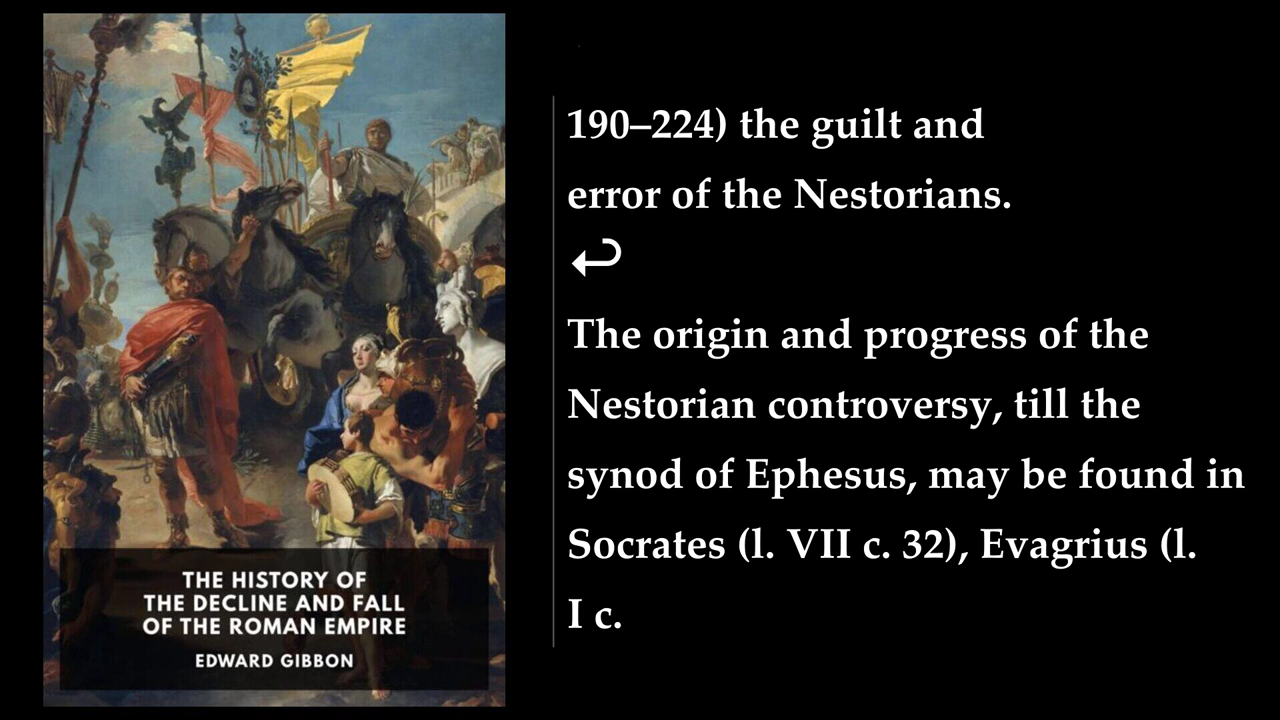 THE HISTORY OF
THE DECLINE AND FALL
OF THE ROMAN EMPIRE
EDWARD GIBBON
190–224) the guilt and
error of the Nestorians.
↩
The origin and progress of the
Nestorian controversy, till the
synod of Ephesus, may be found in
Socrates (l. VII c. 32), Evagrius (l.
I c.